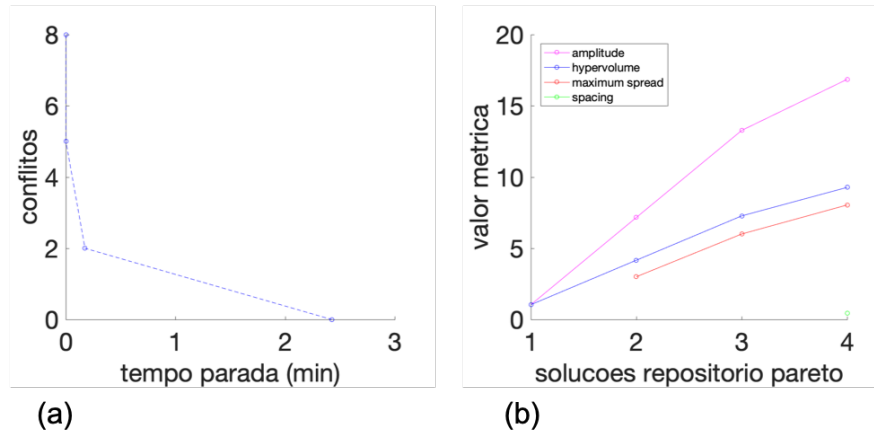 8
6
4
2
0
conflitos
0 1 2 3
tempo parada (min)
(a)
20
15
10
5
0
valor metrica
amplitude
hypervolume
maximum spread
spacing
1 2 3 4
solucoes repositorio pareto
(b)